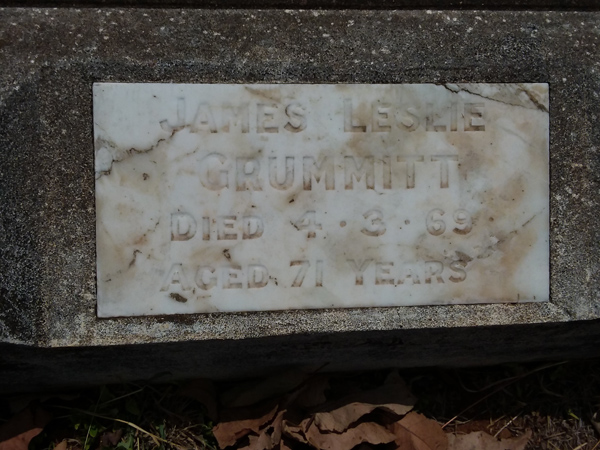 JAMES LESLIE
GRUMMITT
DIED 4·3·69
AGED 71 YEARS